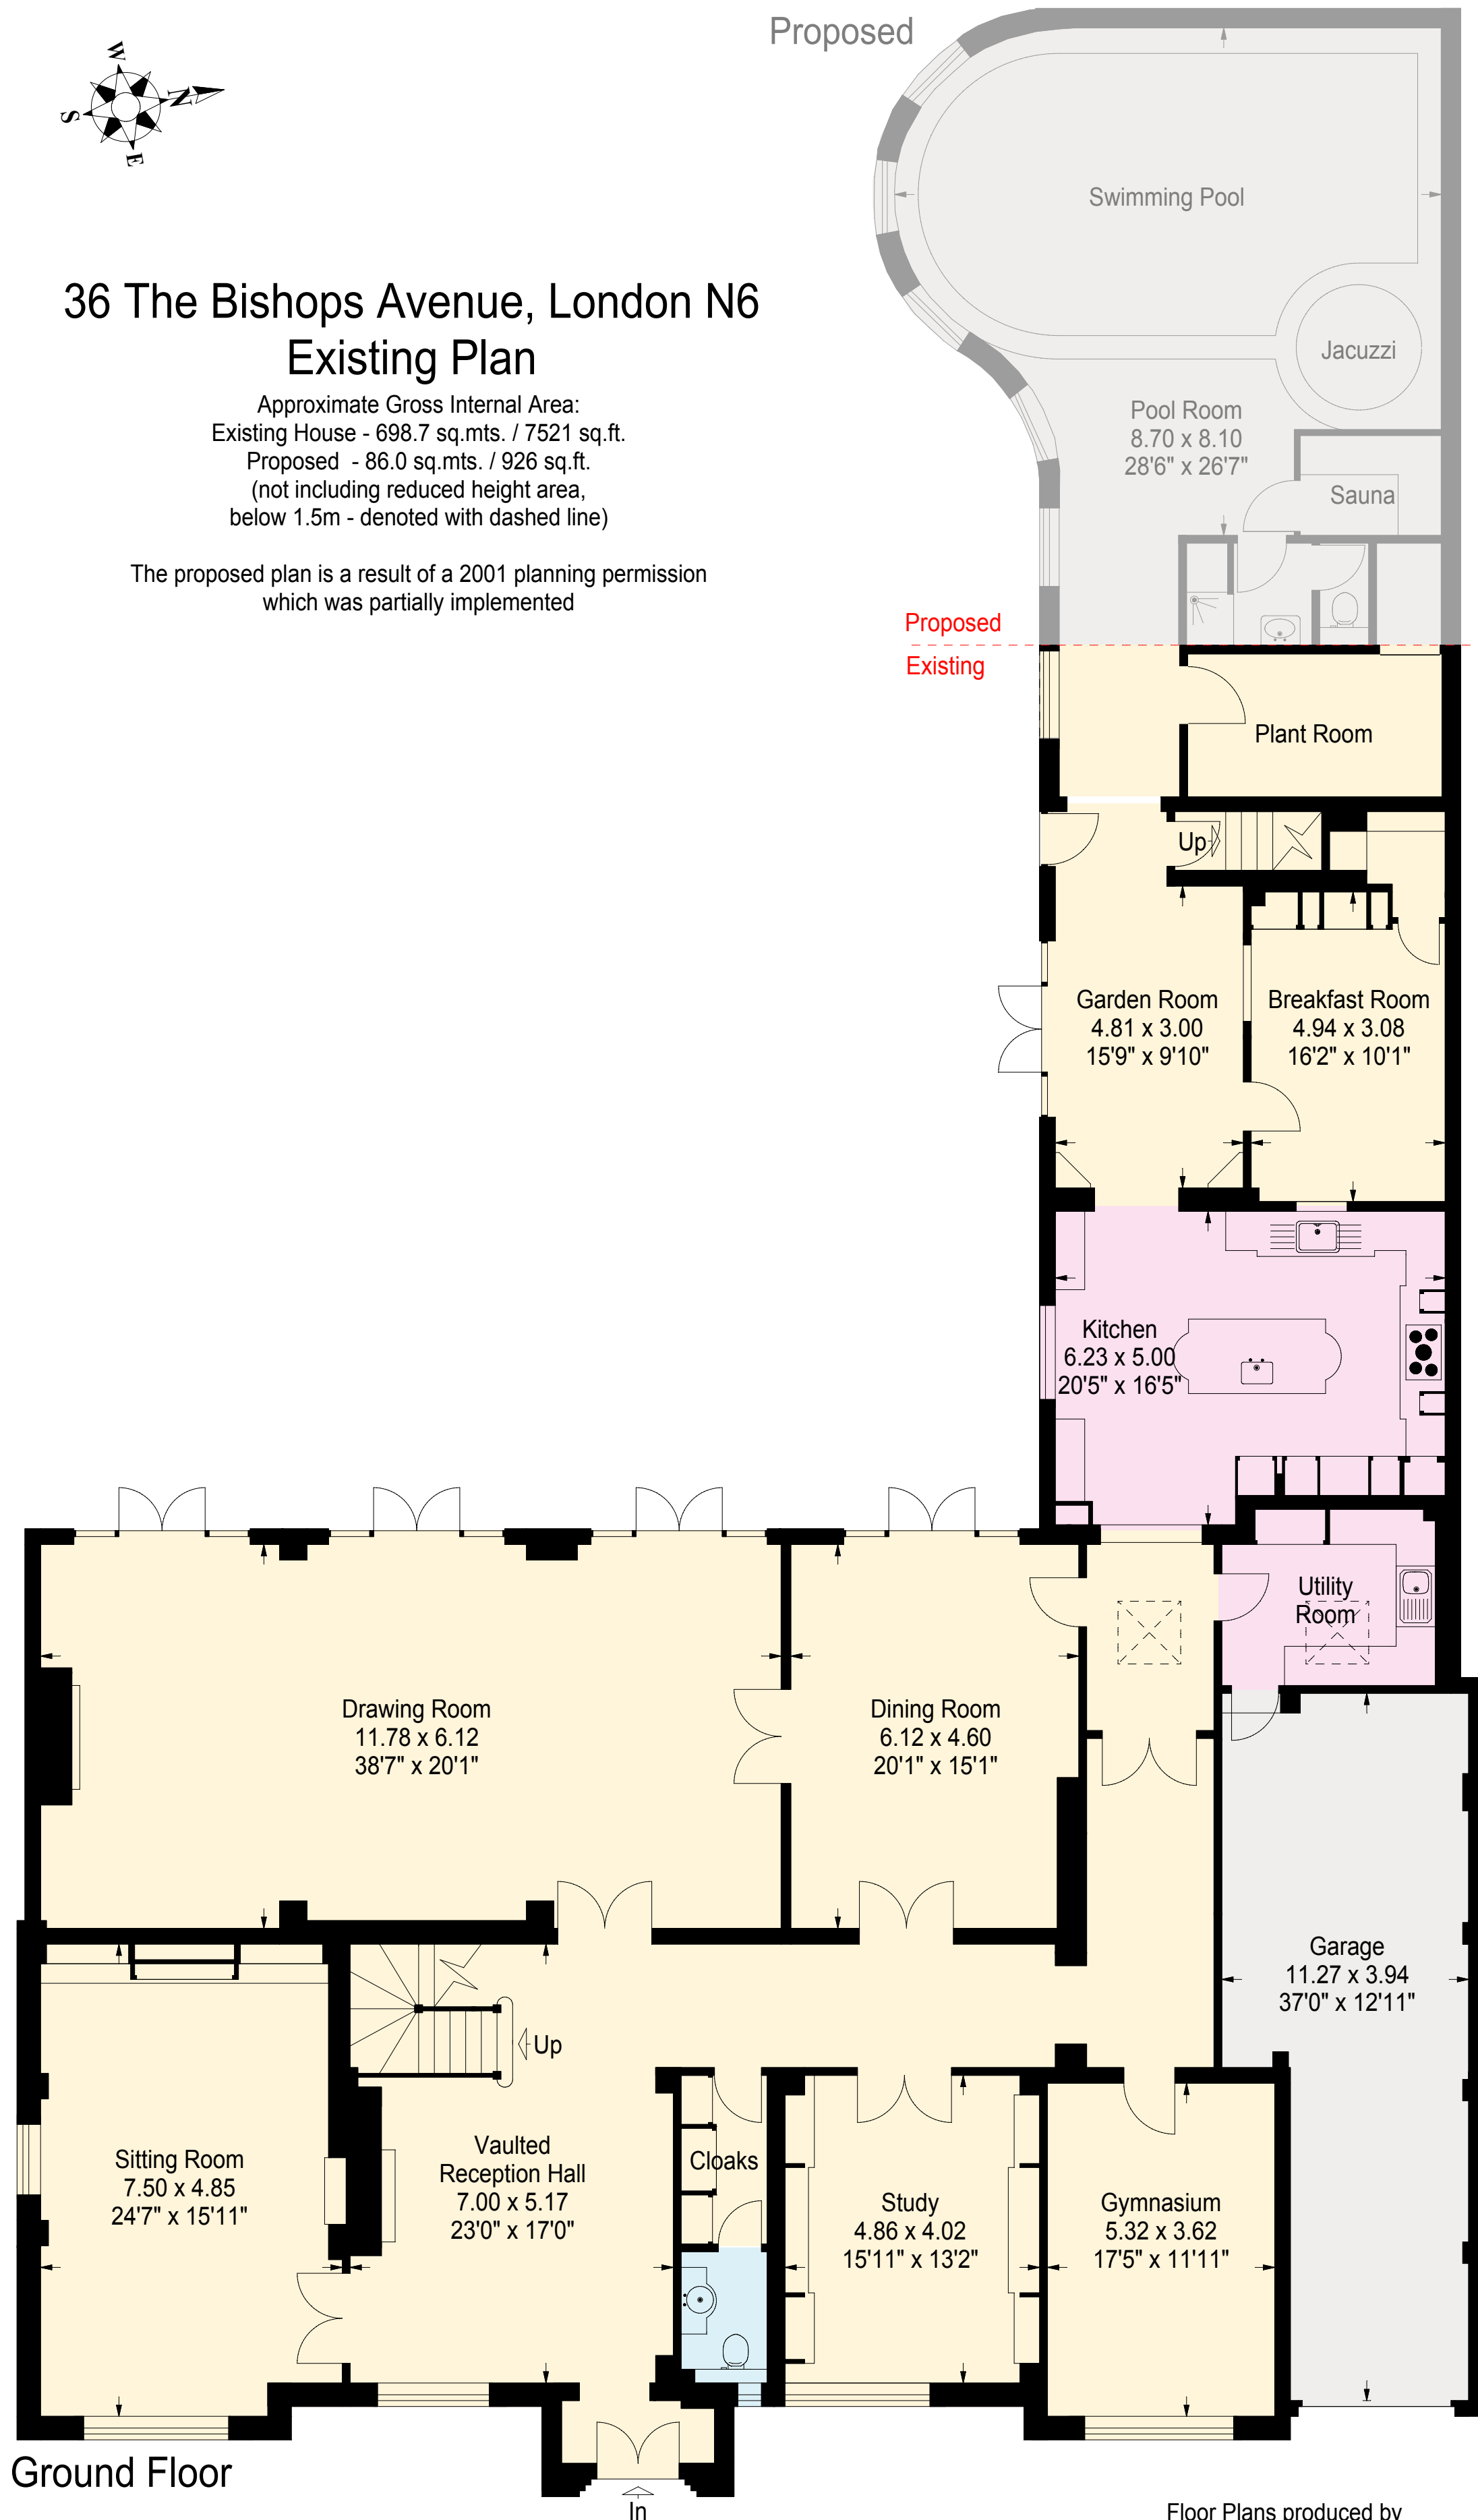 Proposed
W
N
S
E
36 The Bishops Avenue, London N6
Existing Plan
Approximate Gross Internal Area:
Existing House - 698.7 sq.mts. / 7521 sq.ft.
Proposed - 86.0 sq.mts. / 926 sq.ft.
(not including reduced height area,
below 1.5m - denoted with dashed line)
The proposed plan is a result of a 2001 planning permission
which was partially implemented
Swimming Pool
Jacuzzi
Pool Room
8.70 x 8.10
28'6" x 26'7"
Sauna
Proposed
Existing
Plant Room
Up
Garden Room
4.81 x 3.00
15'9" x 9'10"
Breakfast Room
4.94 x 3.08
16'2" x 10'1"
Kitchen
6.23 x 5.00
20'5" x 16'5"
Utility
Room
Drawing Room
11.78 x 6.12
38'7" x 20'1"
Dining Room
6.12 x 4.60
20'1" x 15'1"
Garage
11.27 x 3.94
37'0" x 12'11"
Up
Sitting Room
7.50 x 4.85
24'7" x 15'11"
Vaulted
Reception Hall
7.00 x 5.17
23'0" x 17'0"
Cloaks
Study
4.86 x 4.02
15'11" x 13'2"
Gymnasium
5.32 x 3.62
17'5" x 11'11"
Ground Floor
In
Floor Plans produced by